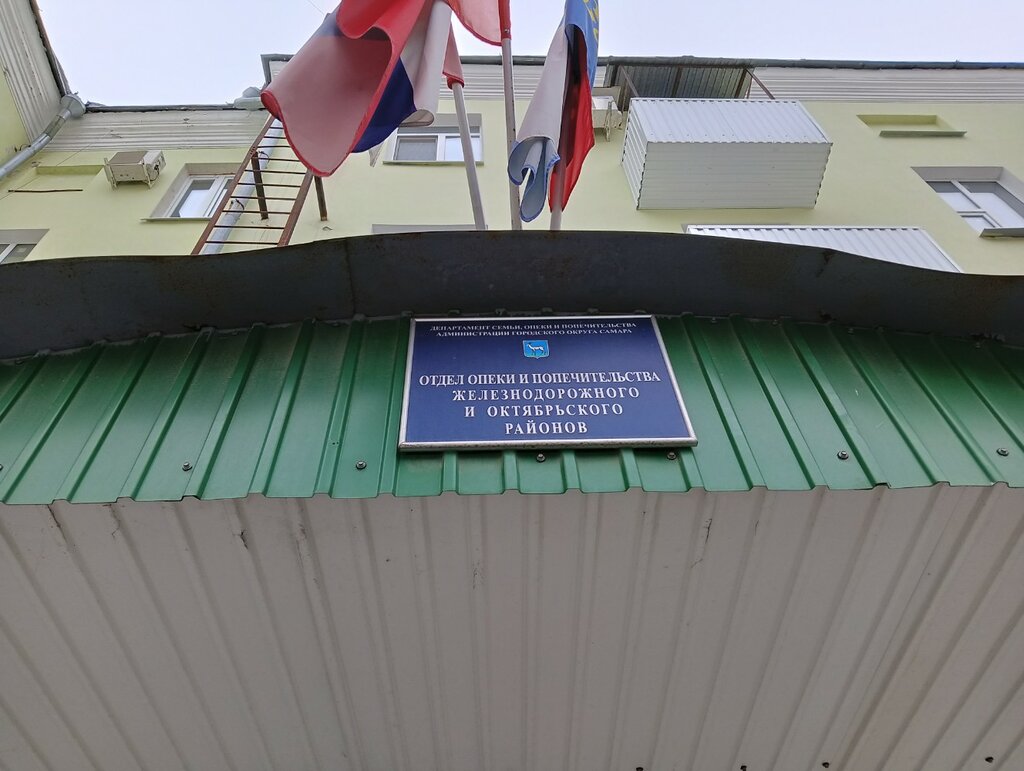 ДЕПАРТАМЕНТ СЕМЬИ, ОПЕКИ И ПОПЕЧИТЕЛЬСТВА
АДМИНИСТРАЦИИ ГОРОДСКОГО ОКРУГА САМАРА
ОТДЕЛ ОПЕКИ И ПОПЕЧИТЕЛЬСТВА
ЖЕЛЕЗНОДОРОЖНОГО
И ОКТЯБРЬСКОГО
РАЙОНОВ